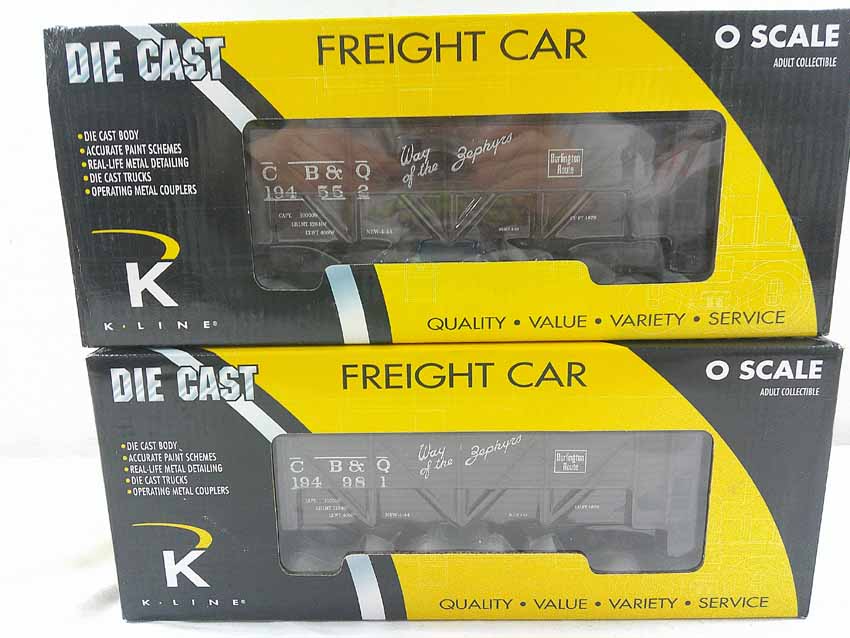 DIE CAST
FREIGHT CAR
O SCALE
ADULT COLLECTIBLE
• DIE CAST BODY
• ACCURATE PAINT SCHEMES
• REAL-LIFE METAL DETAILING
• DIE CAST TRUCKS
• OPERATING METAL COUPLERS
Way of the Zephyrs
Burlington
Route
C B & Q
194 552
CAPY. 100000
NEW-4-44
K
K·LINE®
QUALITY • VALUE • VARIETY • SERVICE
DIE CAST
FREIGHT CAR
O SCALE
ADULT COLLECTIBLE
• DIE CAST BODY
• ACCURATE PAINT SCHEMES
• REAL-LIFE METAL DETAILING
• DIE CAST TRUCKS
• OPERATING METAL COUPLERS
Way of the Zephyrs
Burlington
Route
C B & Q
194 981
NEW-4-44
K
K·LINE®
QUALITY • VALUE • VARIETY • SERVICE